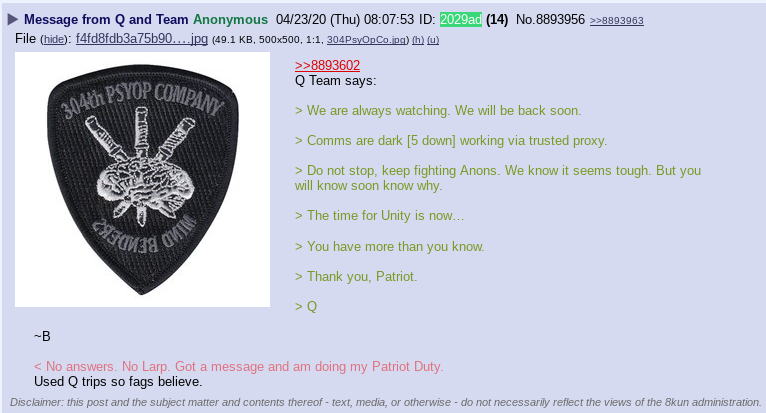 ▶ Message from Q and Team Anonymous 04/23/20 (Thu) 08:07:53 ID: 2029ad (14) No.8893956 >>8893963
File (hide): f4fd8fdb3a75b90….jpg (49.1 KB, 500x500, 1:1, 304PsyOpCo.jpg) (h) (u)
304th PSYOP COMPANY
MIND BENDERS
>>8893602
Q Team says:
> We are always watching. We will be back soon.
> Comms are dark [5 down] working via trusted proxy.
> Do not stop, keep fighting Anons. We know it seems tough. But you
will know soon know why.
> The time for Unity is now…
> You have more than you know.
> Thank you, Patriot.
> Q
~B
< No answers. No Larp. Got a message and am doing my Patriot Duty.
Used Q trips so fags believe.
Disclaimer: this post and the subject matter and contents thereof - text, media, or otherwise - do not necessarily reflect the views of the 8kun administration.